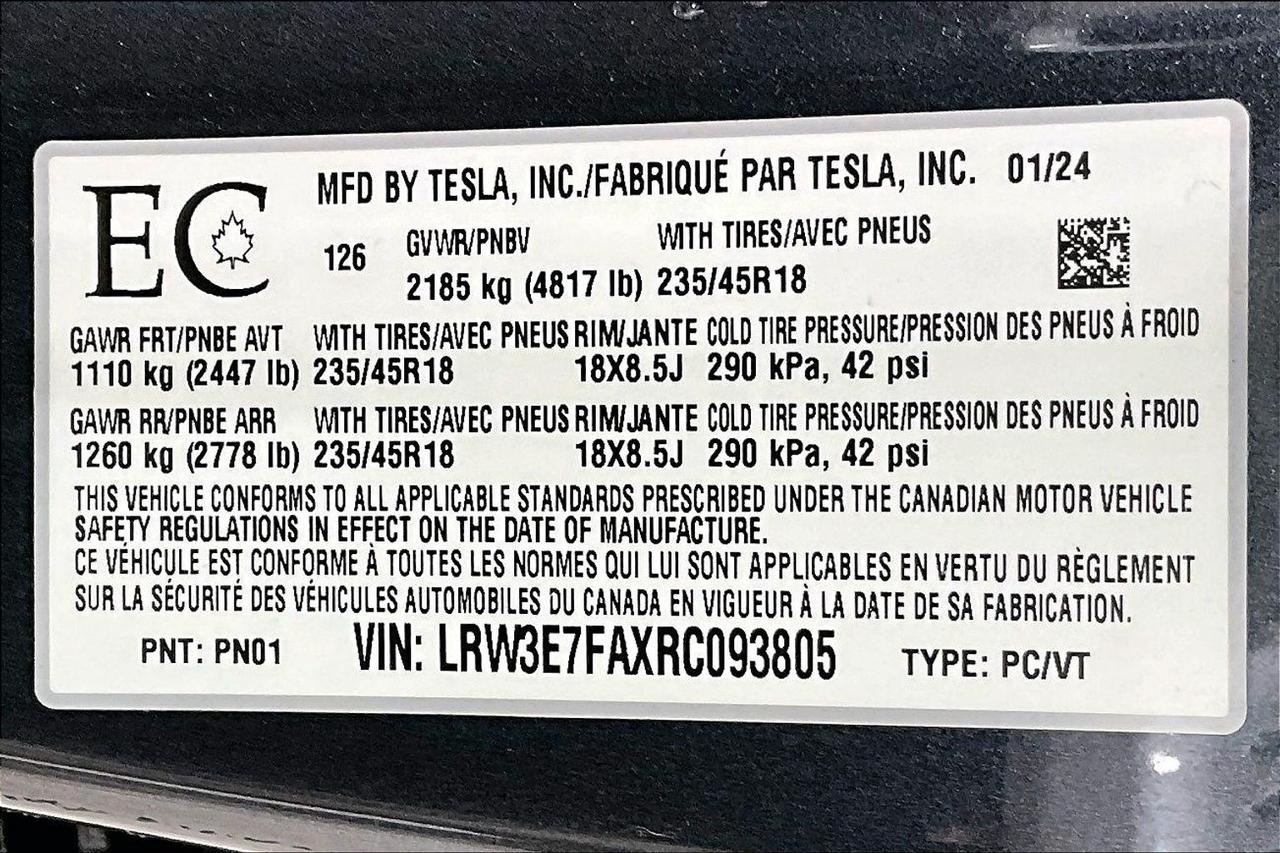 EC
MFD BY TESLA, INC./FABRIQUÉ PAR TESLA, INC. 01/24
126 GVWR/PNBV WITH TIRES/AVEC PNEUS
2185 kg (4817 lb) 235/45R18
GAWR FRT/PNBE AVT WITH TIRES/AVEC PNEUS RIM/JANTE COLD TIRE PRESSURE/PRESSION DES PNEUS À FROID
1110 kg (2447 lb) 235/45R18 18X8.5J 290 kPa, 42 psi
GAWR RR/PNBE ARR WITH TIRES/AVEC PNEUS RIM/JANTE COLD TIRE PRESSURE/PRESSION DES PNEUS À FROID
1260 kg (2778 lb) 235/45R18 18X8.5J 290 kPa, 42 psi
THIS VEHICLE CONFORMS TO ALL APPLICABLE STANDARDS PRESCRIBED UNDER THE CANADIAN MOTOR VEHICLE
SAFETY REGULATIONS IN EFFECT ON THE DATE OF MANUFACTURE.
CE VÉHICULE EST CONFORME À TOUTES LES NORMES QUI LUI SONT APPLICABLES EN VERTU DU RÈGLEMENT
SUR LA SÉCURITÉ DES VÉHICULES AUTOMOBILES DU CANADA EN VIGUEUR À LA DATE DE SA FABRICATION.
PNT: PN01 VIN: LRW3E7FAXRC093805 TYPE: PC/VT